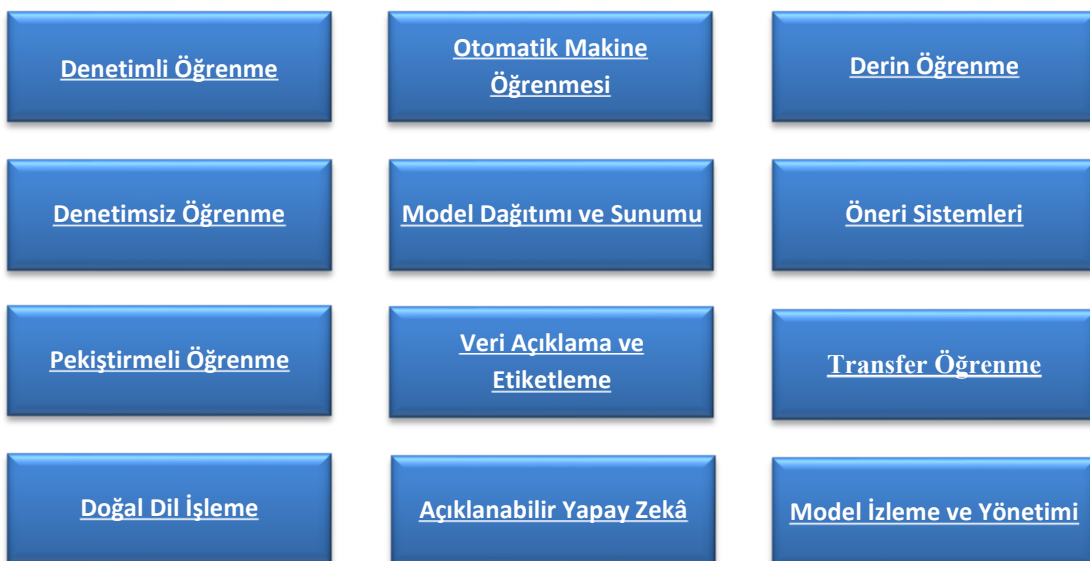 Denetimli Öğrenme
Otomatik Makine
Öğrenmesi
Derin Öğrenme
Denetimsiz Öğrenme
Model Dağıtımı ve Sunumu
Öneri Sistemleri
Pekiştirmeli Öğrenme
Veri Açıklama ve
Etiketleme
Transfer Öğrenme
Doğal Dil İşleme
Açıklanabilir Yapay Zekâ
Model İzleme ve Yönetimi